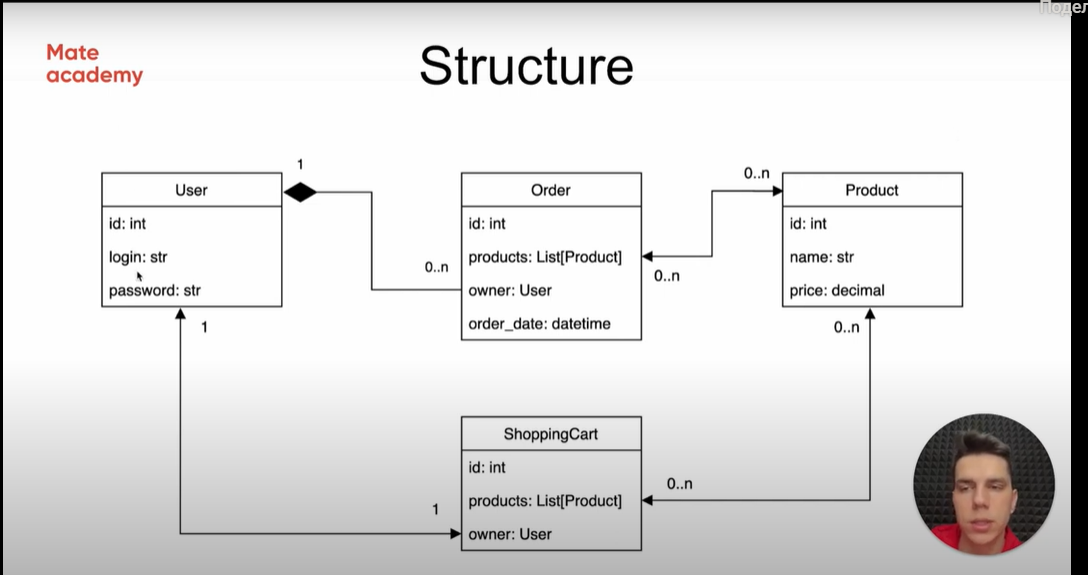 Подел
Mate
academy
Structure
1
User
id: int
login: str
password: str
0..n
Order
id: int
products: List[Product]
owner: User
order_date: datetime
0..n
0..n
Product
id: int
name: str
price: decimal
1
0..n
ShoppingCart
id: int
products: List[Product]
owner: User
1
0..n